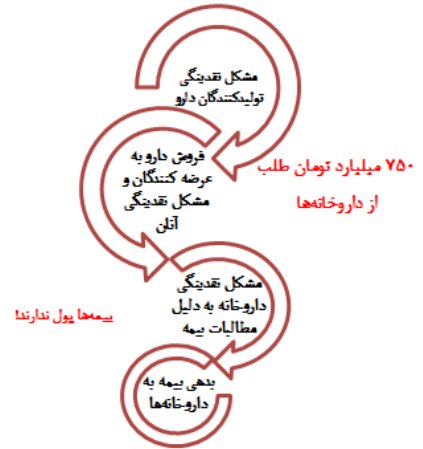 مشکل نقدینگی
تولیدکنندگان دارو
فروش دارو به
عرضه کنندگان و
مشکل نقدینگی
آنان
۷۵۰ میلیارد تومان طلب
از داروخانه‌ها
مشکل نقدینگی
داروخانه به دلیل
مطالبات بیمه
بیمه‌ها پول ندارند!
بدهی بیمه به
داروخانه‌ها